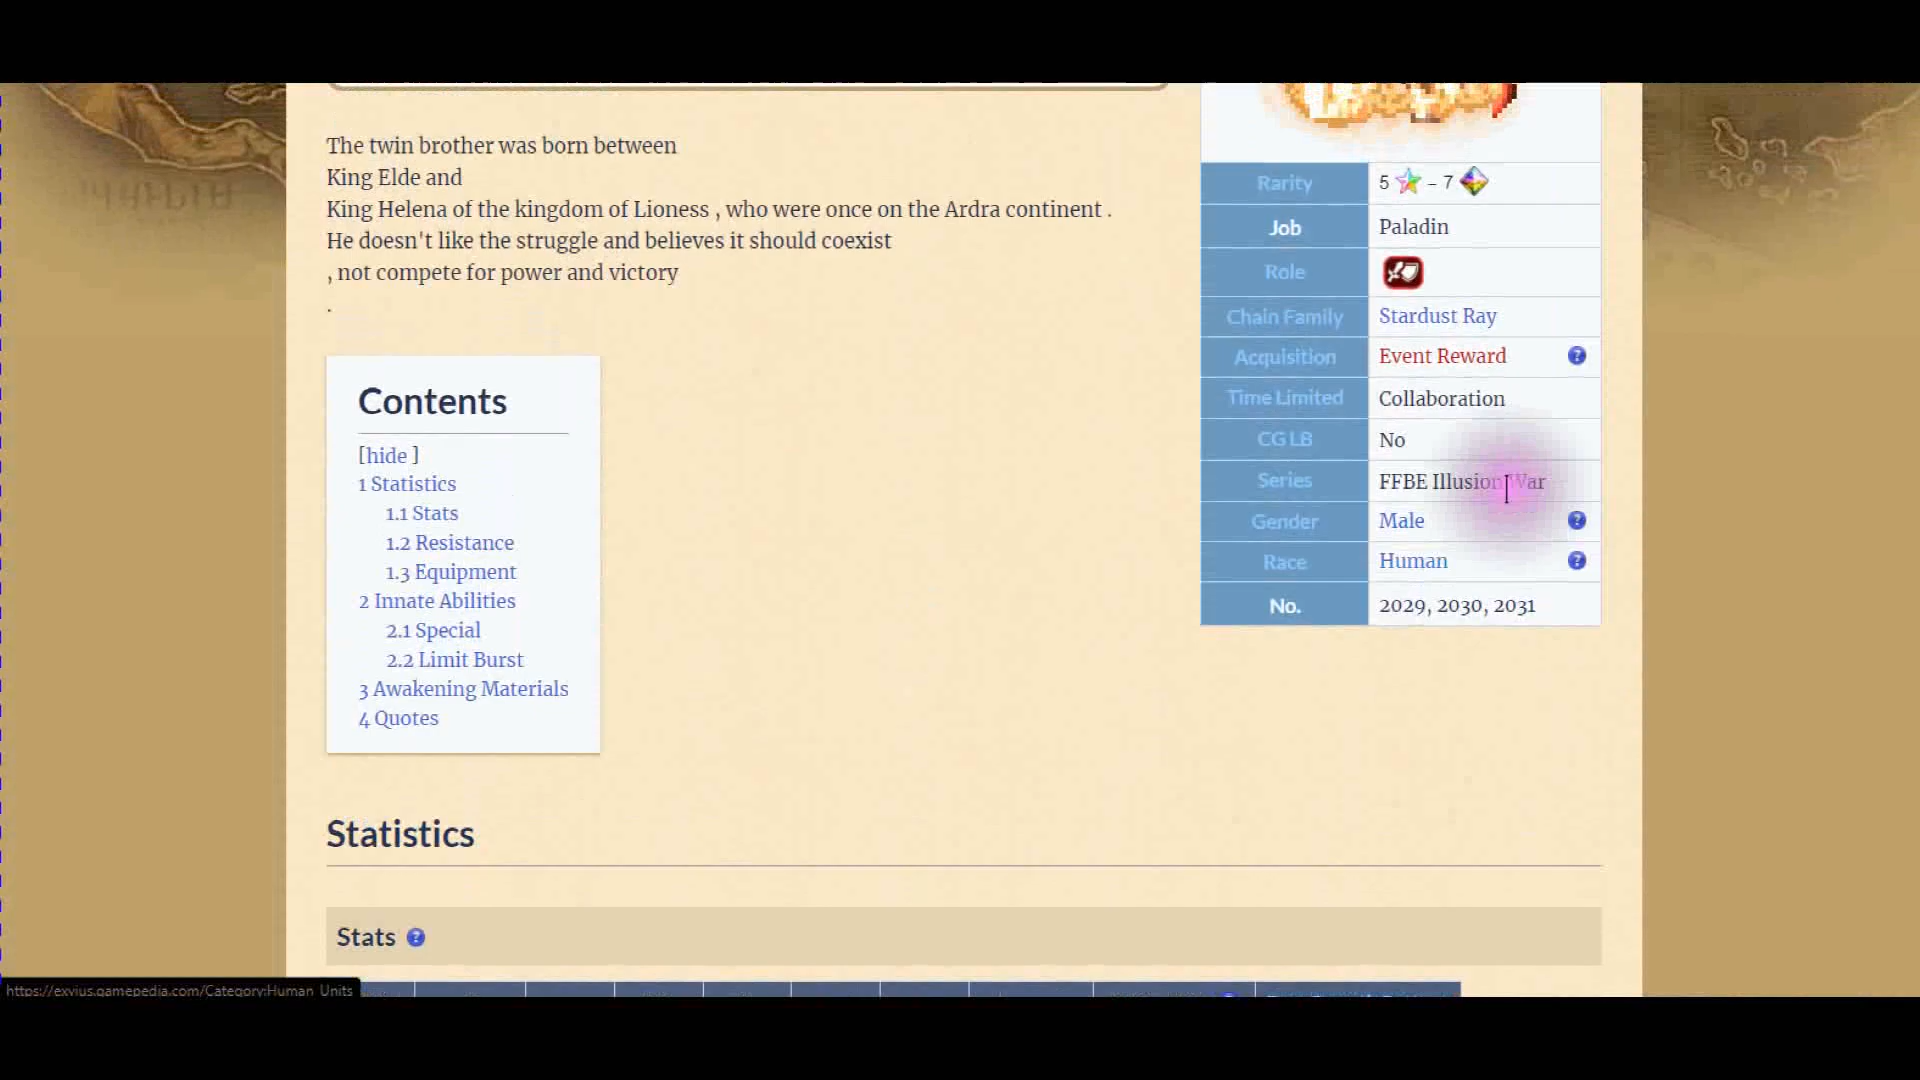 The twin brother was born between
King Elde and
King Helena of the kingdom of Lioness , who were once on the Ardra continent .
He doesn't like the struggle and believes it should coexist
, not compete for power and victory
.
Contents
[hide ]
1 Statistics
1.1 Stats
1.2 Resistance
1.3 Equipment
2 Innate Abilities
2.1 Special
2.2 Limit Burst
3 Awakening Materials
4 Quotes
Rarity 5 – 7
Job Paladin
Role
Chain Family Stardust Ray
Acquisition Event Reward ?
Time Limited Collaboration
CG LB No
Series FFBE Illusion War
Gender Male ?
Race Human ?
No. 2029, 2030, 2031
Statistics
Stats ?
https://exvius.gamepedia.com/Category:Human_Units